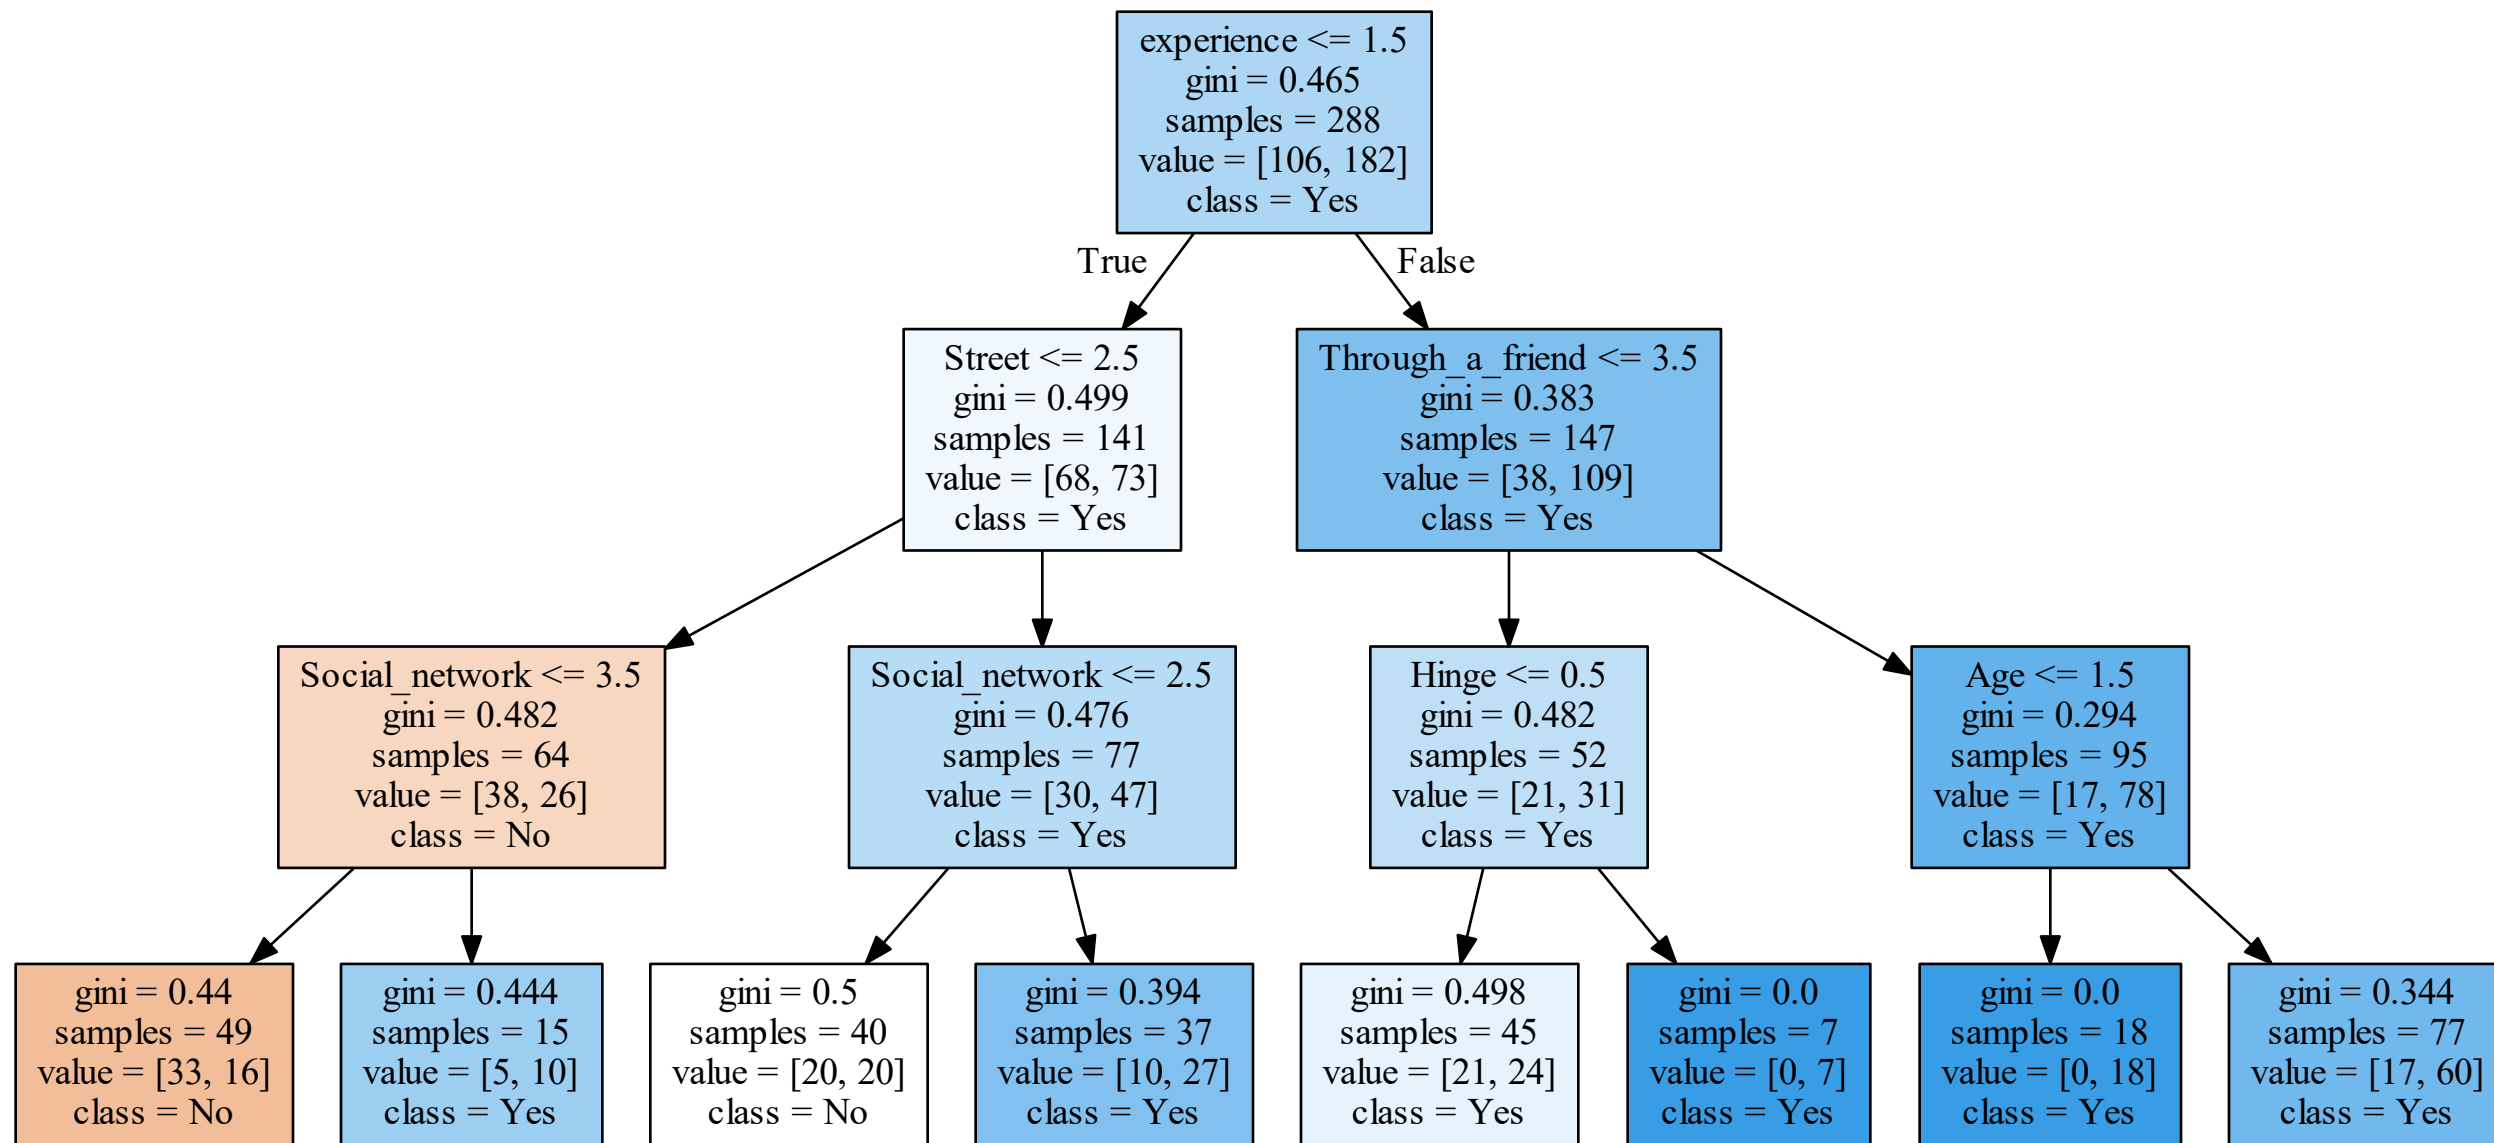 experience <= 1.5
gini = 0.465
samples = 288
value = [106, 182]
class = Yes
True
False
Street <= 2.5
gini = 0.499
samples = 141
value = [68, 73]
class = Yes
Through_a_friend <= 3.5
gini = 0.383
samples = 147
value = [38, 109]
class = Yes
Social_network <= 3.5
gini = 0.482
samples = 64
value = [38, 26]
class = No
Social_network <= 2.5
gini = 0.476
samples = 77
value = [30, 47]
class = Yes
Hinge <= 0.5
gini = 0.482
samples = 52
value = [21, 31]
class = Yes
Age <= 1.5
gini = 0.294
samples = 95
value = [17, 78]
class = Yes
gini = 0.44
samples = 49
value = [33, 16]
class = No
gini = 0.444
samples = 15
value = [5, 10]
class = Yes
gini = 0.5
samples = 40
value = [20, 20]
class = No
gini = 0.394
samples = 37
value = [10, 27]
class = Yes
gini = 0.498
samples = 45
value = [21, 24]
class = Yes
gini = 0.0
samples = 7
value = [0, 7]
class = Yes
gini = 0.0
samples = 18
value = [0, 18]
class = Yes
gini = 0.344
samples = 77
value = [17, 60]
class = Yes